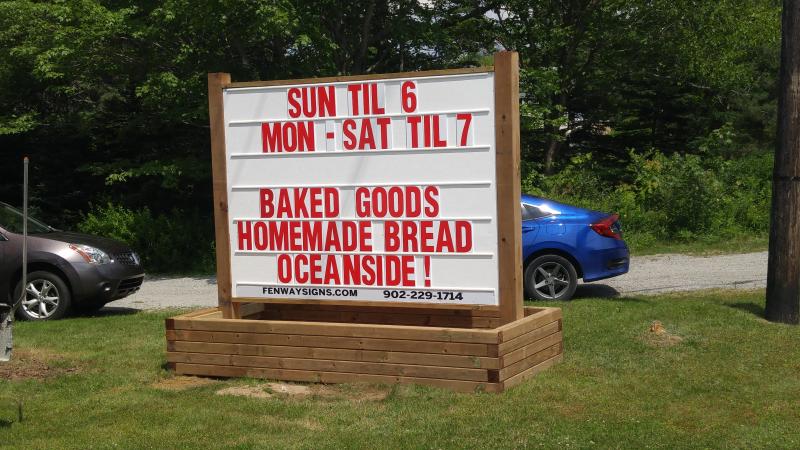 SUN TIL 6
MON - SAT TIL 7
BAKED GOODS
HOMEMADE BREAD
OCEANSIDE!
FENWAYSIGNS.COM 902-229-1714